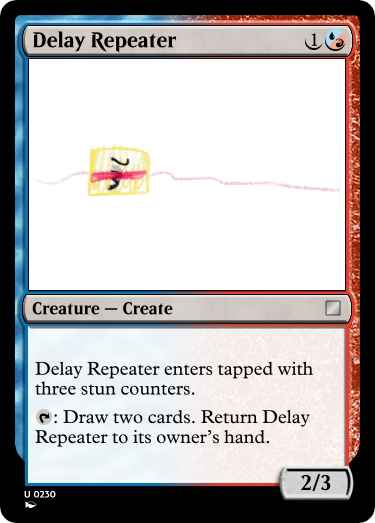 Delay Repeater 1
Creature — Create
Delay Repeater enters tapped with
three stun counters.
: Draw two cards. Return Delay
Repeater to its owner's hand.
2/3
U 0230